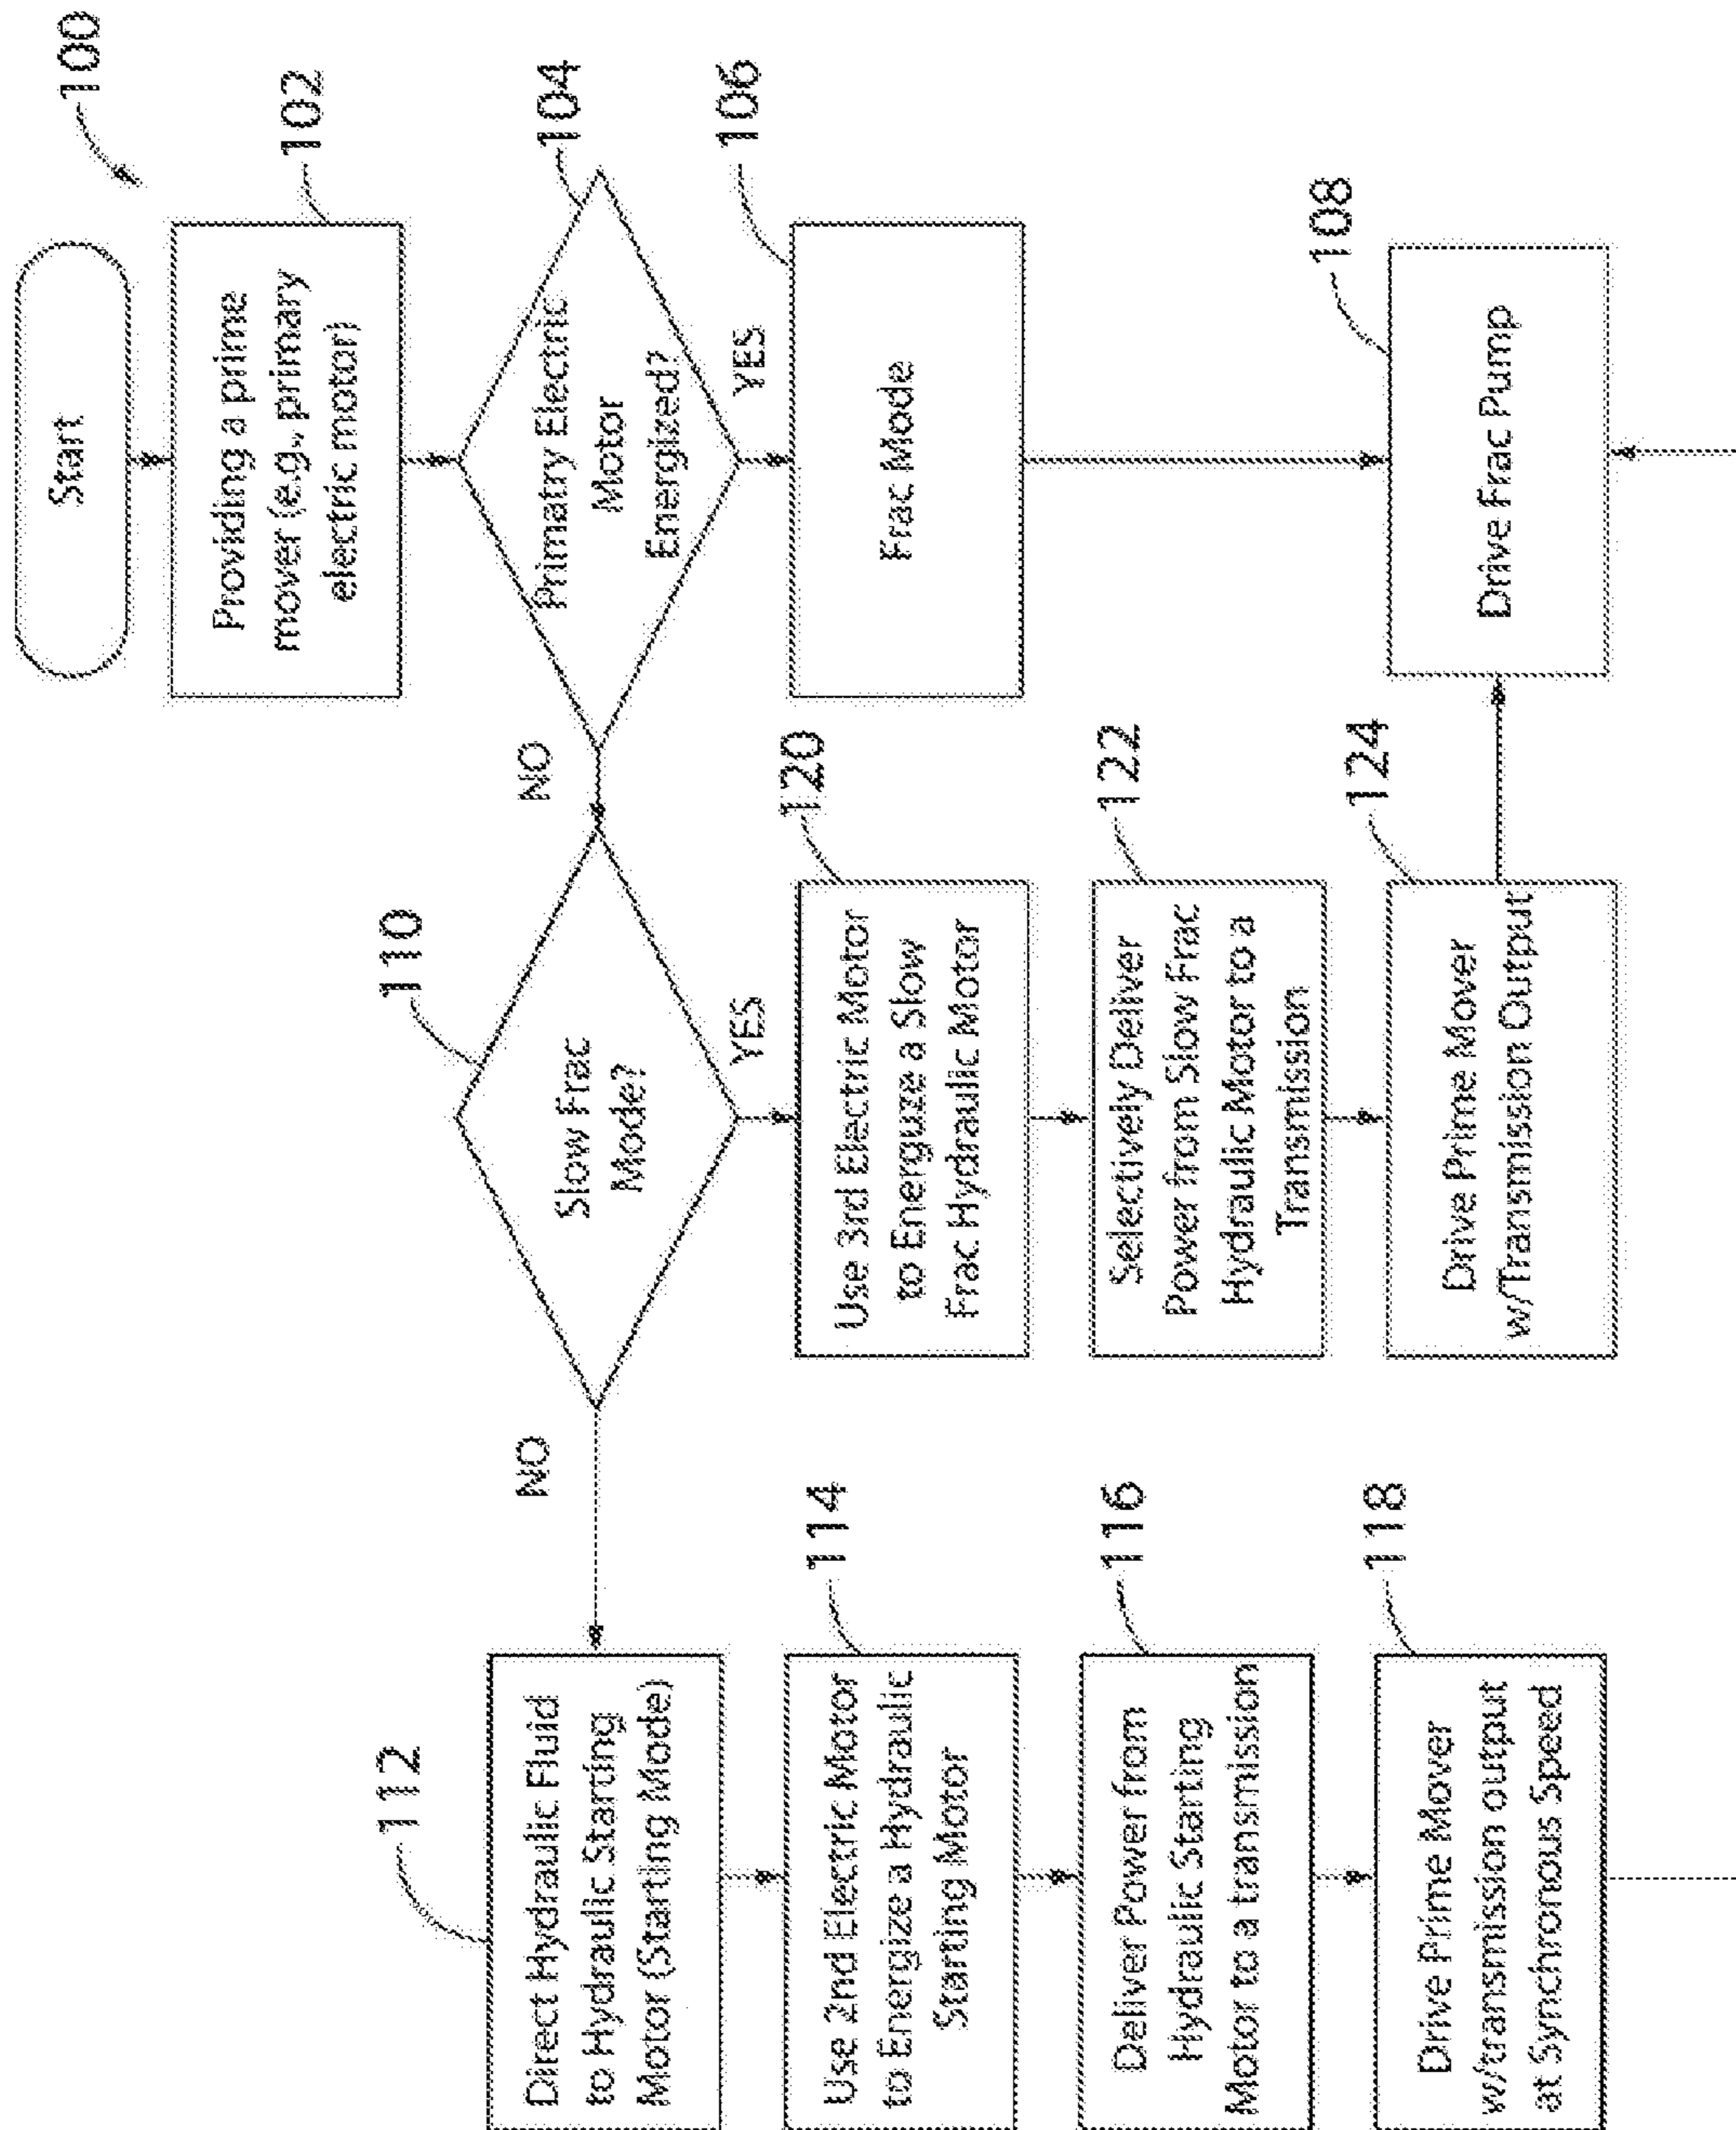 100
Start
Providing a prime
mover (e.g., primary
electric motor)
102
Primatry Electric
Motor
Energized?
104
YES
NO
Frac Mode
106
Drive Frac Pump
108
Slow Frac
Mode?
110
YES
NO
Use 3rd Electric Motor
to Energize a Slow
Frac Hydraulic Motor
120
Selectively Deliver
Power from Slow Frac
Hydraulic Motor to a
Transmission
122
Drive Prime Mover
w/Transmission Output
124
Direct Hydraulic Fluid
to Hydraulic Starting
Motor (Starting Mode)
112
Use 2nd Electric Motor
to Energize a Hydraulic
Starting Motor
114
Deliver Power from
Hydraulic Starting
Motor to a transmission
116
Drive Prime Mover
w/transmission output
at Synchronous Speed
118